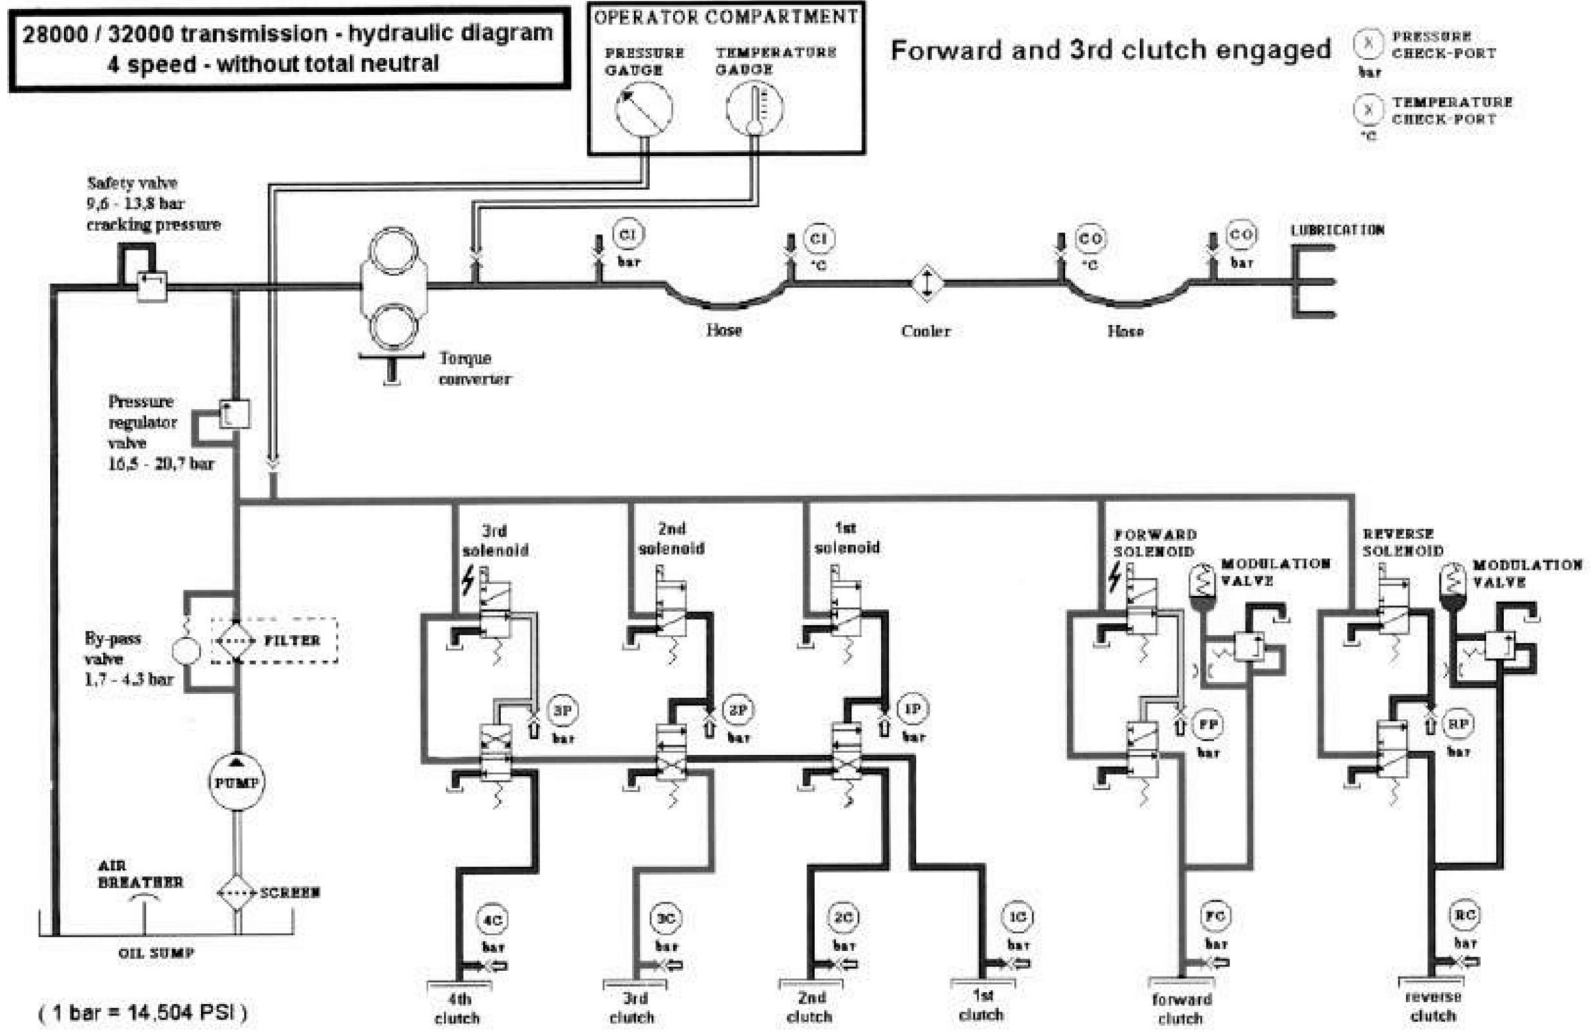 28000 / 32000 transmission - hydraulic diagram
4 speed - without total neutral
OPERATOR COMPARTMENT
PRESSURE
GAUGE
TEMPERATURE
GAUGE
Forward and 3rd clutch engaged
X
PRESSURE
CHECK-PORT
bar
X
TEMPERATURE
CHECK-PORT
°C
Safety valve
9,6 - 13,8 bar
cracking pressure
CI
bar
CI
°C
CO
°C
CO
bar
LUBRICATION
Hose
Cooler
Hose
Torque
converter
Pressure
regulator
valve
16,5 - 20,7 bar
3rd
solenoid
2nd
solenoid
1st
solenoid
FORWARD
SOLENOID
MODULATION
VALVE
REVERSE
SOLENOID
MODULATION
VALVE
By-pass
valve
1,7 - 4,3 bar
FILTER
3P
bar
2P
bar
1P
bar
FP
bar
RP
bar
PUMP
AIR
BREATHER
SCREEN
OIL SUMP
4C
bar
3C
bar
2C
bar
1C
bar
FC
bar
RC
bar
4th
clutch
3rd
clutch
2nd
clutch
1st
clutch
forward
clutch
reverse
clutch
( 1 bar = 14,504 PSI )